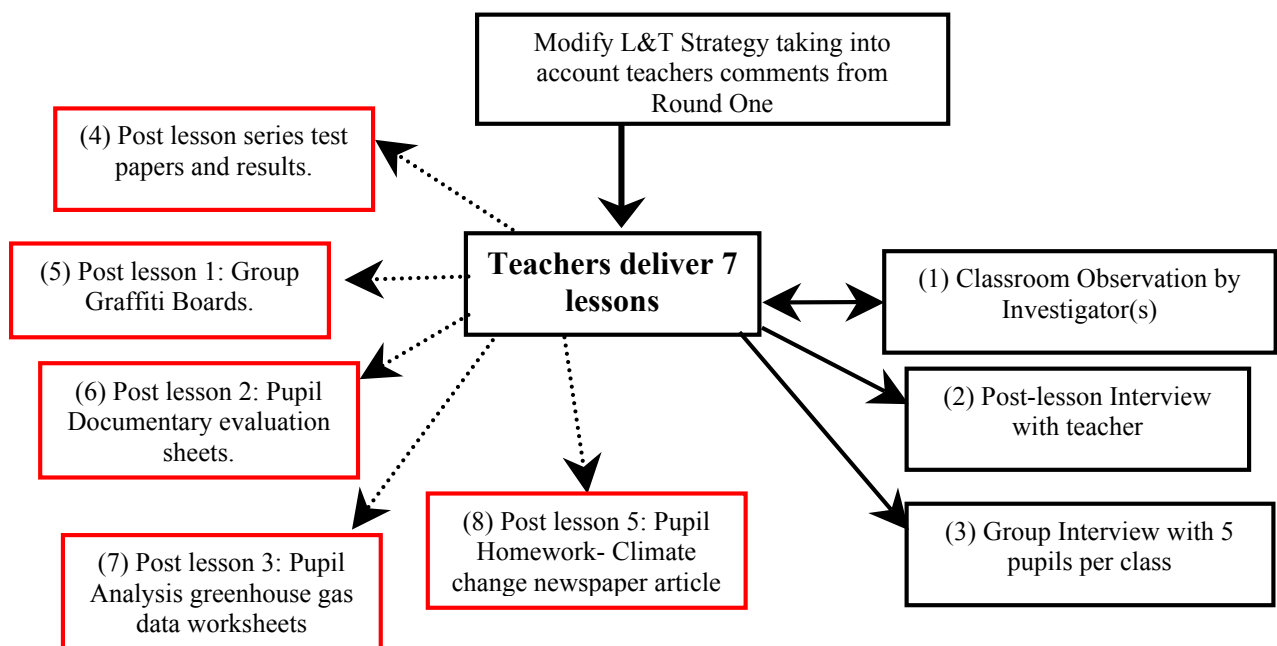 Modify L&T Strategy taking into
account teachers comments from
Round One
(4) Post lesson series test
papers and results.
(5) Post lesson 1: Group
Graffiti Boards.
Teachers deliver 7
lessons
(1) Classroom Observation by
Investigator(s)
(6) Post lesson 2: Pupil
Documentary evaluation
sheets.
(2) Post-lesson Interview
with teacher
(7) Post lesson 3: Pupil
Analysis greenhouse gas
data worksheets
(8) Post lesson 5: Pupil
Homework- Climate
change newspaper article
(3) Group Interview with 5
pupils per class